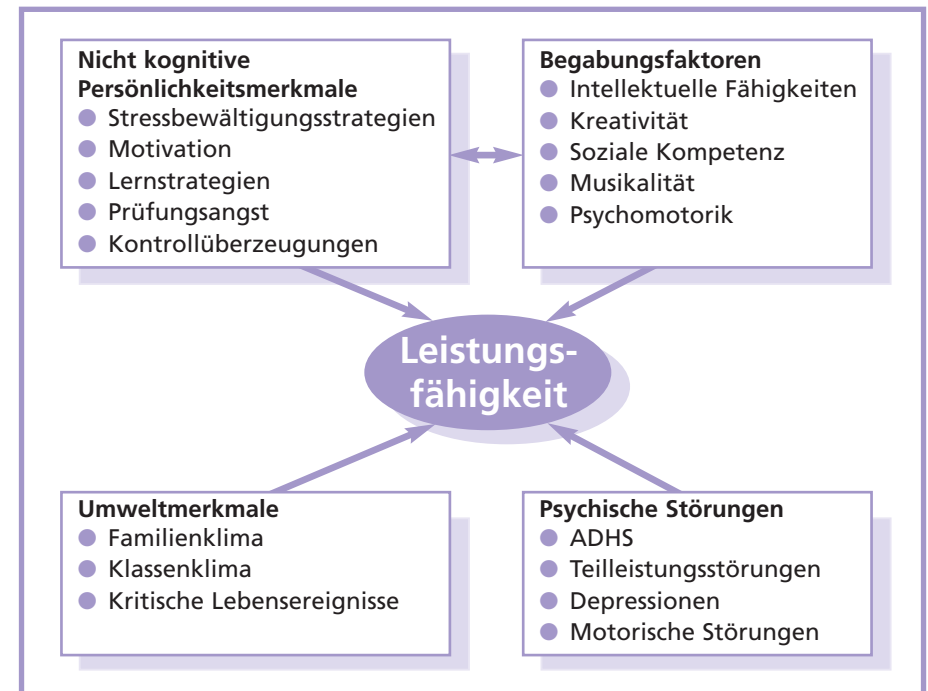 Nicht kognitive
Persönlichkeitsmerkmale
● Stressbewältigungsstrategien
● Motivation
● Lernstrategien
● Prüfungsangst
● Kontrollüberzeugungen
Begabungsfaktoren
● Intellektuelle Fähigkeiten
● Kreativität
● Soziale Kompetenz
● Musikalität
● Psychomotorik
Leistungs-
fähigkeit
Umweltmerkmale
● Familienklima
● Klassenklima
● Kritische Lebensereignisse
Psychische Störungen
● ADHS
● Teilleistungsstörungen
● Depressionen
● Motorische Störungen